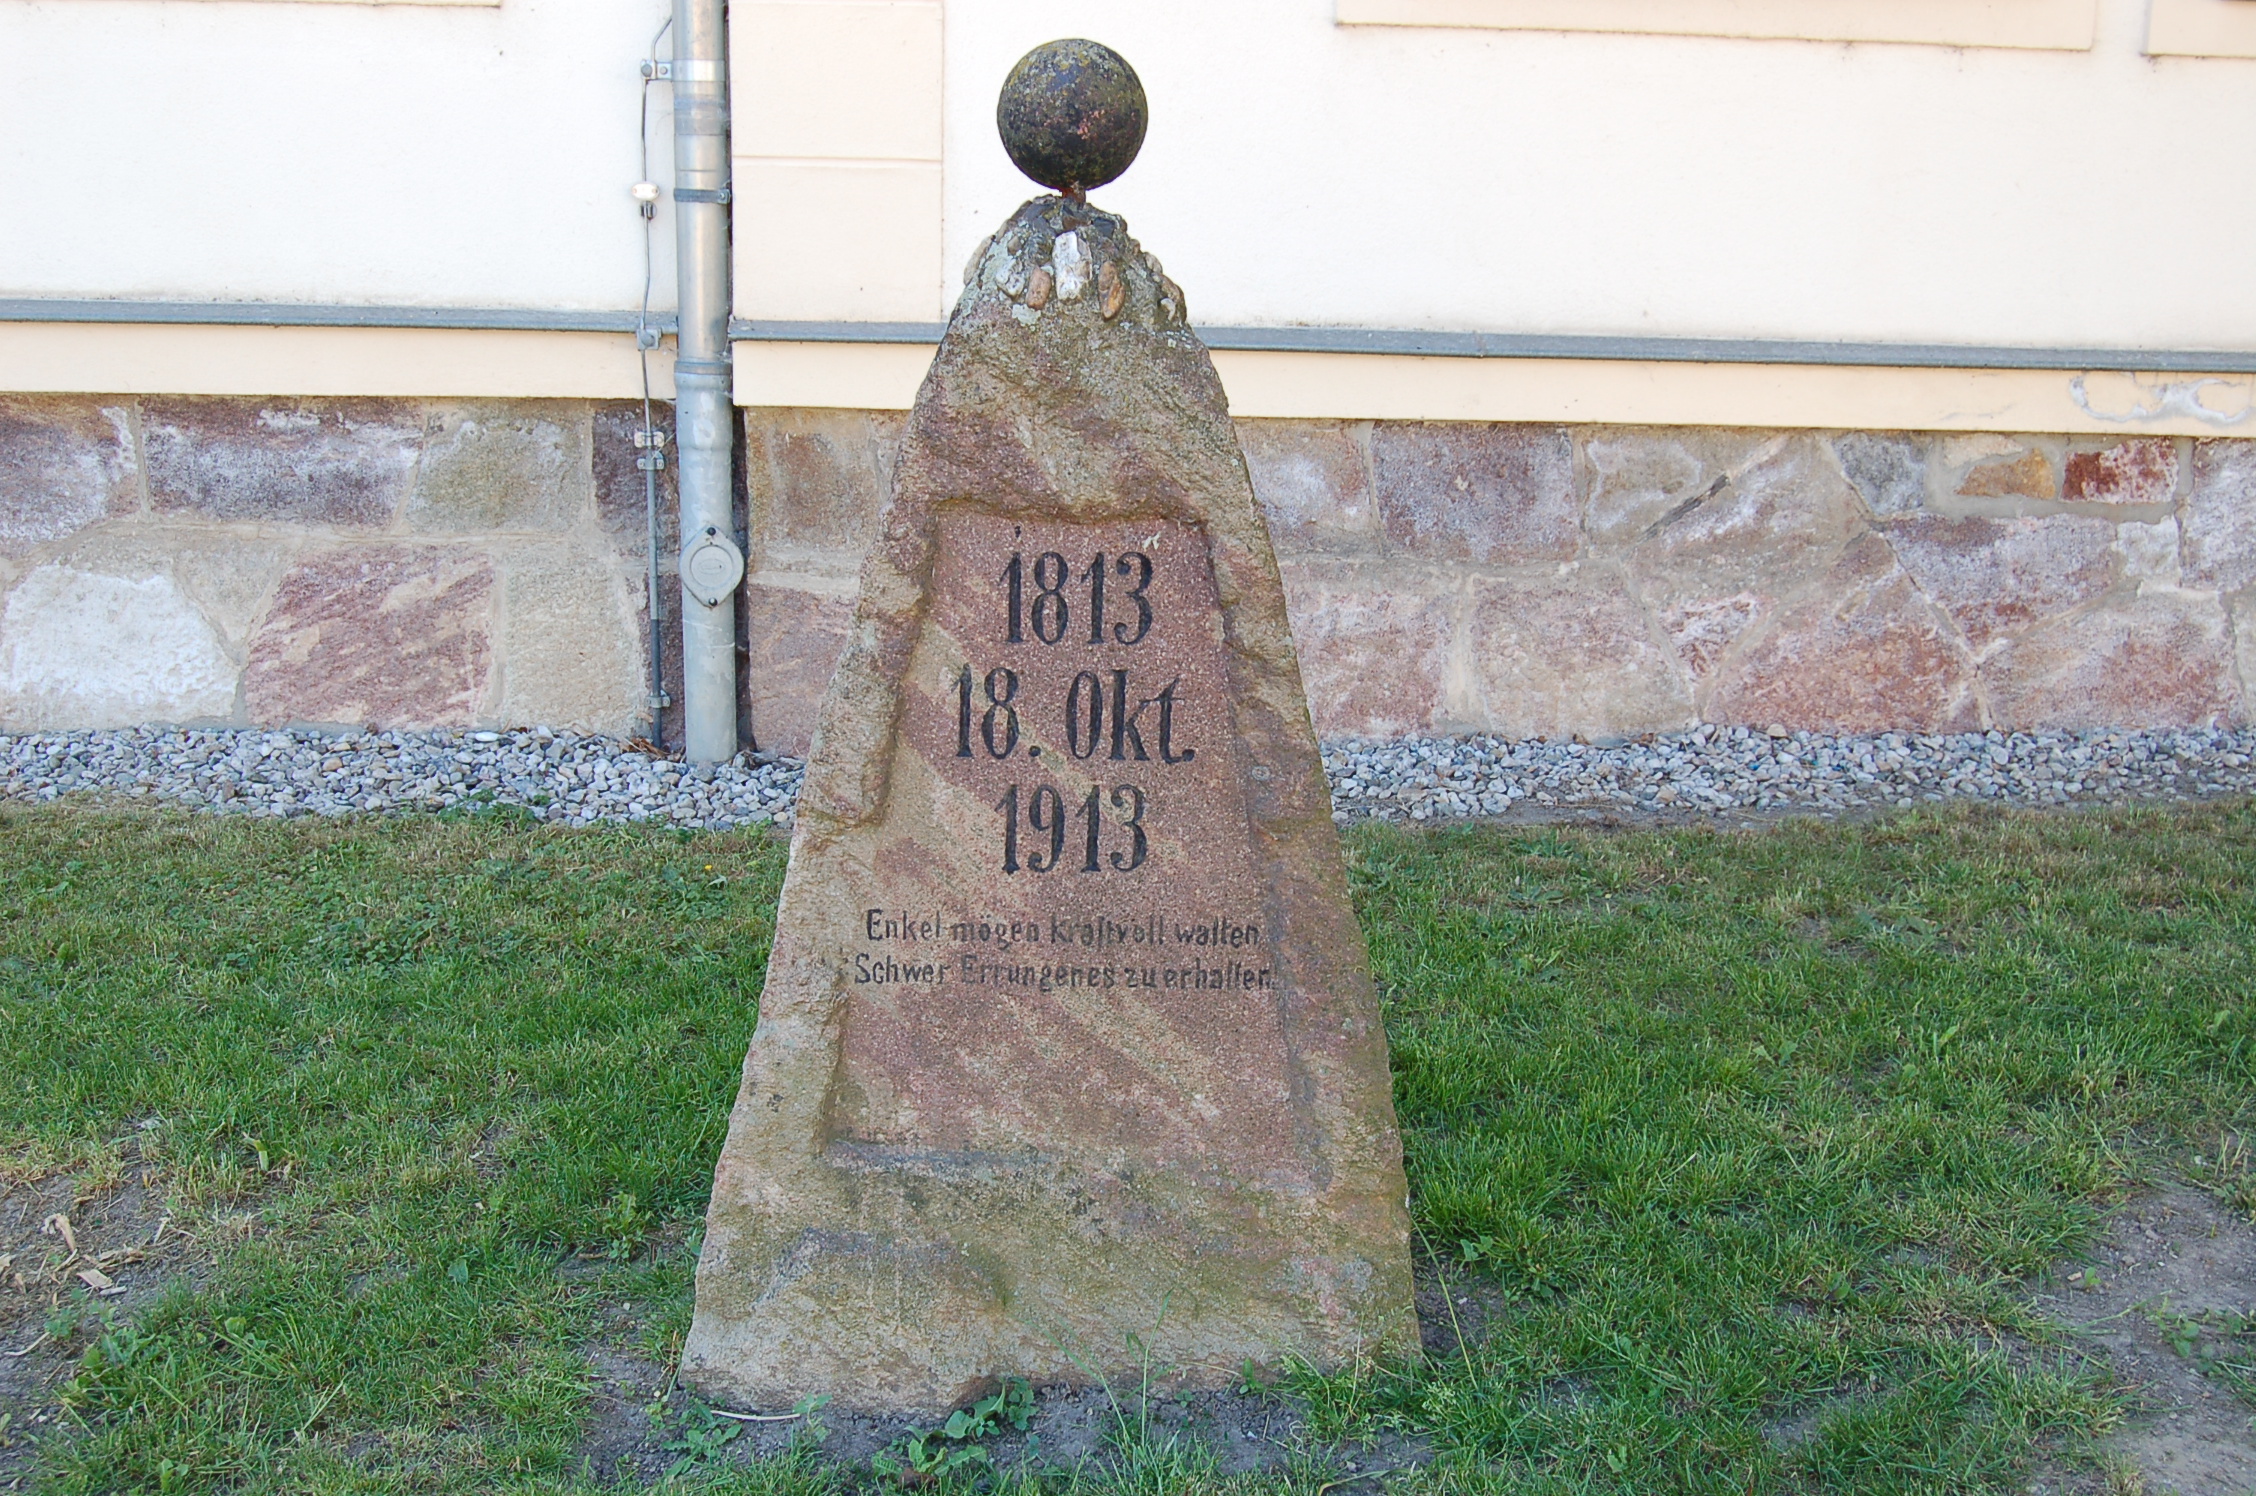 1813
18. Okt.
1913
Enkel mögen kraftvoll walten
Schwer Errungenes zu erhalten!